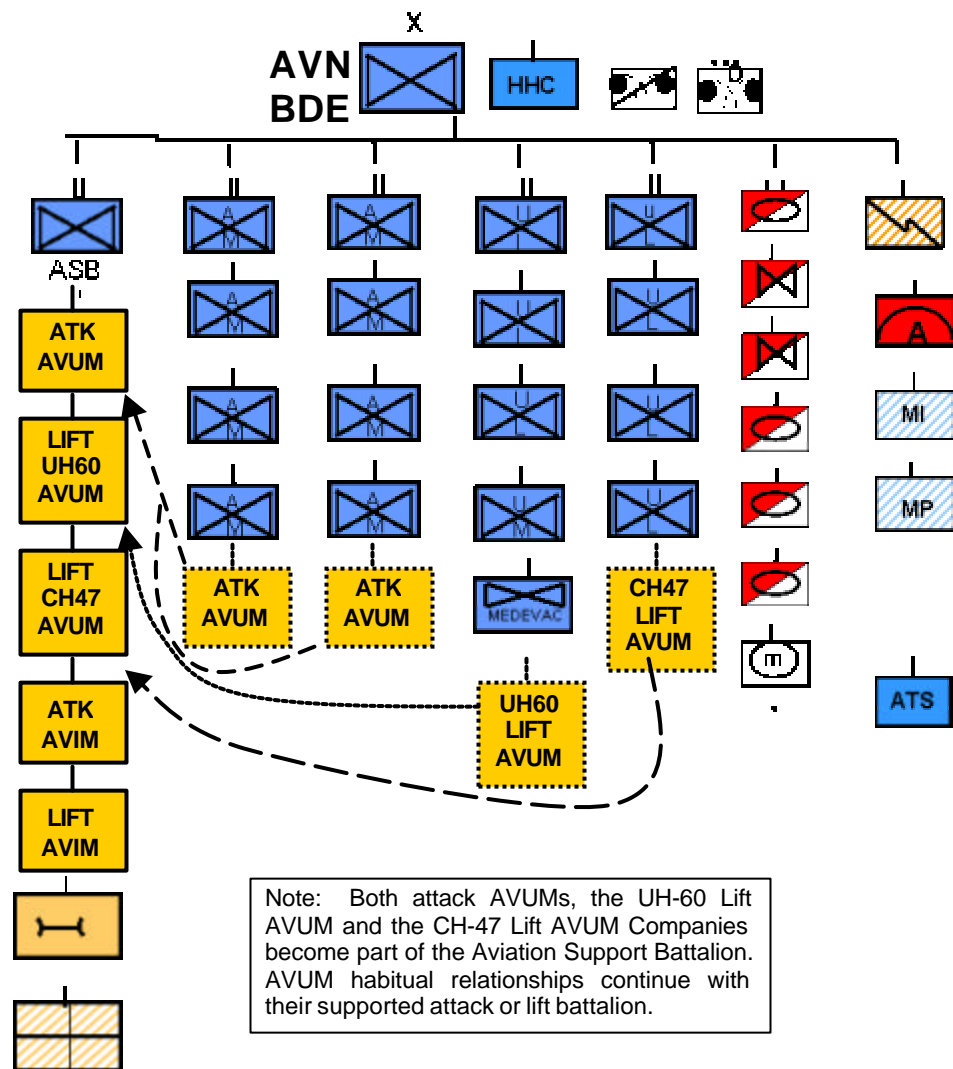 X
AVN
BDE
HHC
ASB
A
M
A
M
U
L
U
L
A
M
A
M
U
L
U
L
A
M
A
M
U
L
U
L
A
M
A
M
U
M
U
L
ATK
AVUM
LIFT
UH60
AVUM
LIFT
CH47
AVUM
ATK
AVIM
LIFT
AVIM
ATK
AVUM
ATK
AVUM
MEDEVAC
UH60
LIFT
AVUM
CH47
LIFT
AVUM
m
A
MI
MP
ATS
Note: Both attack AVUMs, the UH-60 Lift
AVUM and the CH-47 Lift AVUM Companies
become part of the Aviation Support Battalion.
AVUM habitual relationships continue with
their supported attack or lift battalion.